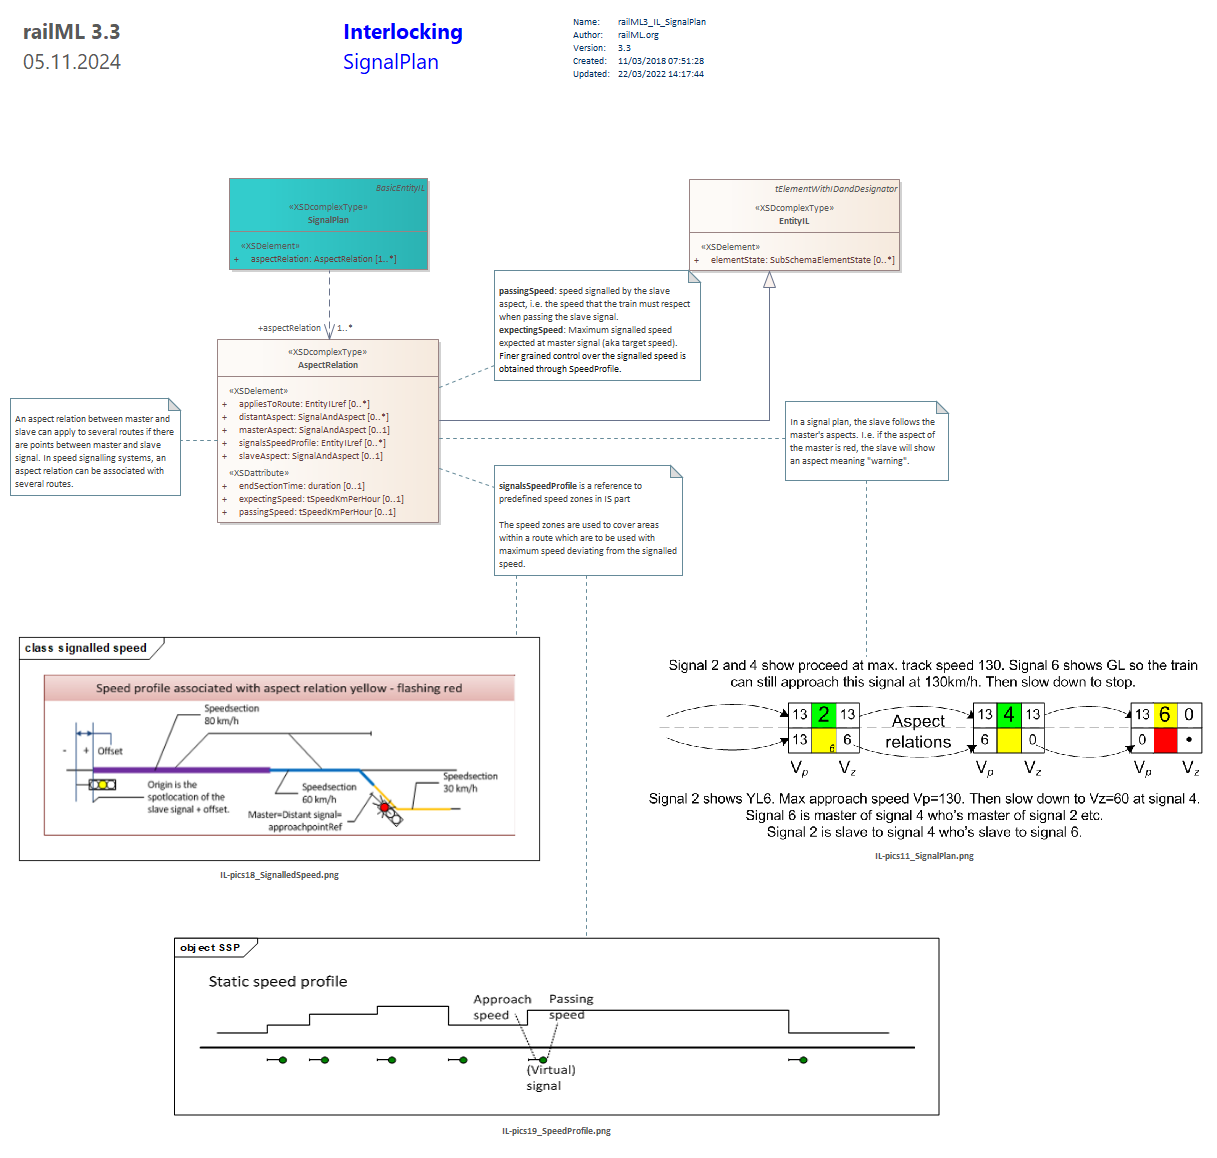 railML 3.3
05.11.2024
Interlocking
SignalPlan
Name: railML3_IL_SignalPlan
Author: railML.org
Version: 3.3
Created: 11/03/2018 07:51:28
Updated: 22/03/2022 14:17:44
BasicEntityIL
«XSDcomplexType»
SignalPlan
«XSDelement»
+ aspectRelation: AspectRelation [1..*]
tElementWithIDandDesignator
«XSDcomplexType»
EntityIL
«XSDelement»
+ elementState: SubSchemaElementState [0..*]
passingSpeed: speed signalled by the slave
aspect, i.e. the speed that the train must respect
when passing the slave signal.
expectingSpeed: Maximum signalled speed
expected at master signal (aka target speed).
Finer grained control over the signalled speed is
obtained through SpeedProfile.
+aspectRelation 1..*
«XSDcomplexType»
AspectRelation
«XSDelement»
+ appliesToRoute: EntityILref [0..*]
+ distantAspect: SignalAndAspect [0..*]
+ masterAspect: SignalAndAspect [0..1]
+ signalsSpeedProfile: EntityILref [0..*]
+ slaveAspect: SignalAndAspect [0..1]
«XSDattribute»
+ endSectionTime: duration [0..1]
+ expectingSpeed: tSpeedKmPerHour [0..1]
+ passingSpeed: tSpeedKmPerHour [0..1]
An aspect relation between master and
slave can apply to several routes if there
are points between master and slave
signal. In speed signalling systems, an
aspect relation can be associated with
several routes.
In a signal plan, the slave follows the
master's aspects. I.e. if the aspect of
the master is red, the slave will show
an aspect meaning "warning".
signalsSpeedProfile is a reference to
predefined speed zones in IS part
The speed zones are used to cover areas
within a route which are to be used with
maximum speed deviating from the signalled
speed.
class signalled speed
Speed profile associated with aspect relation yellow - flashing red
Speedsection
80 km/h
- + Offset
Origin is the
spotlocation of the
slave signal + offset.
Speedsection
60 km/h
Master=Distant signal=
approachpointRef
Speedsection
30 km/h
IL-pics18_SignalledSpeed.png
Signal 2 and 4 show proceed at max. track speed 130. Signal 6 shows GL so the train
can still approach this signal at 130km/h. Then slow down to stop.
13 2 13
13 6 6
Vp Vz
Aspect
relations
13 4 13
6 0
Vp Vz
13 6 0
0 •
Vp Vz
Signal 2 shows YL6. Max approach speed Vp=130. Then slow down to Vz=60 at signal 4.
Signal 6 is master of signal 4 who's master of signal 2 etc.
Signal 2 is slave to signal 4 who's slave to signal 6.
IL-pics11_SignalPlan.png
object SSP
Static speed profile
Approach
speed
Passing
speed
(Virtual)
signal
IL-pics19_SpeedProfile.png